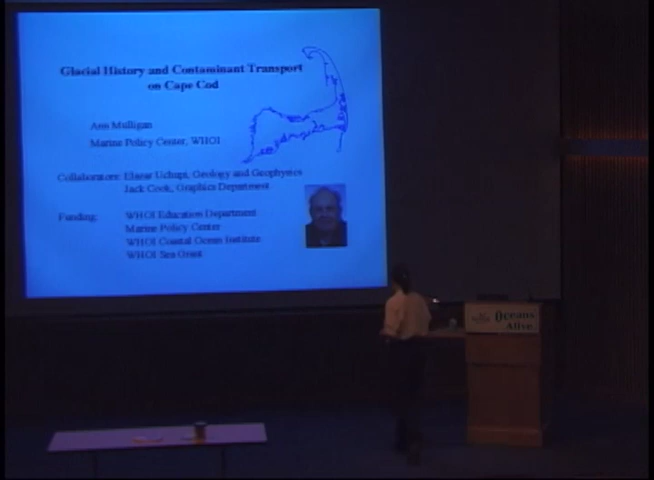 Glacial History and Contaminant Transport
on Cape Cod
Ann Mulligan
Marine Policy Center, WHOI
Collaborators: Elazar Uchupi, Geology and Geophysics
Jack Cook, Graphics Department
Funding: WHOI Education Department
Marine Policy Center
WHOI Coastal Ocean Institute
WHOI Sea Grant
Oceans
Alive